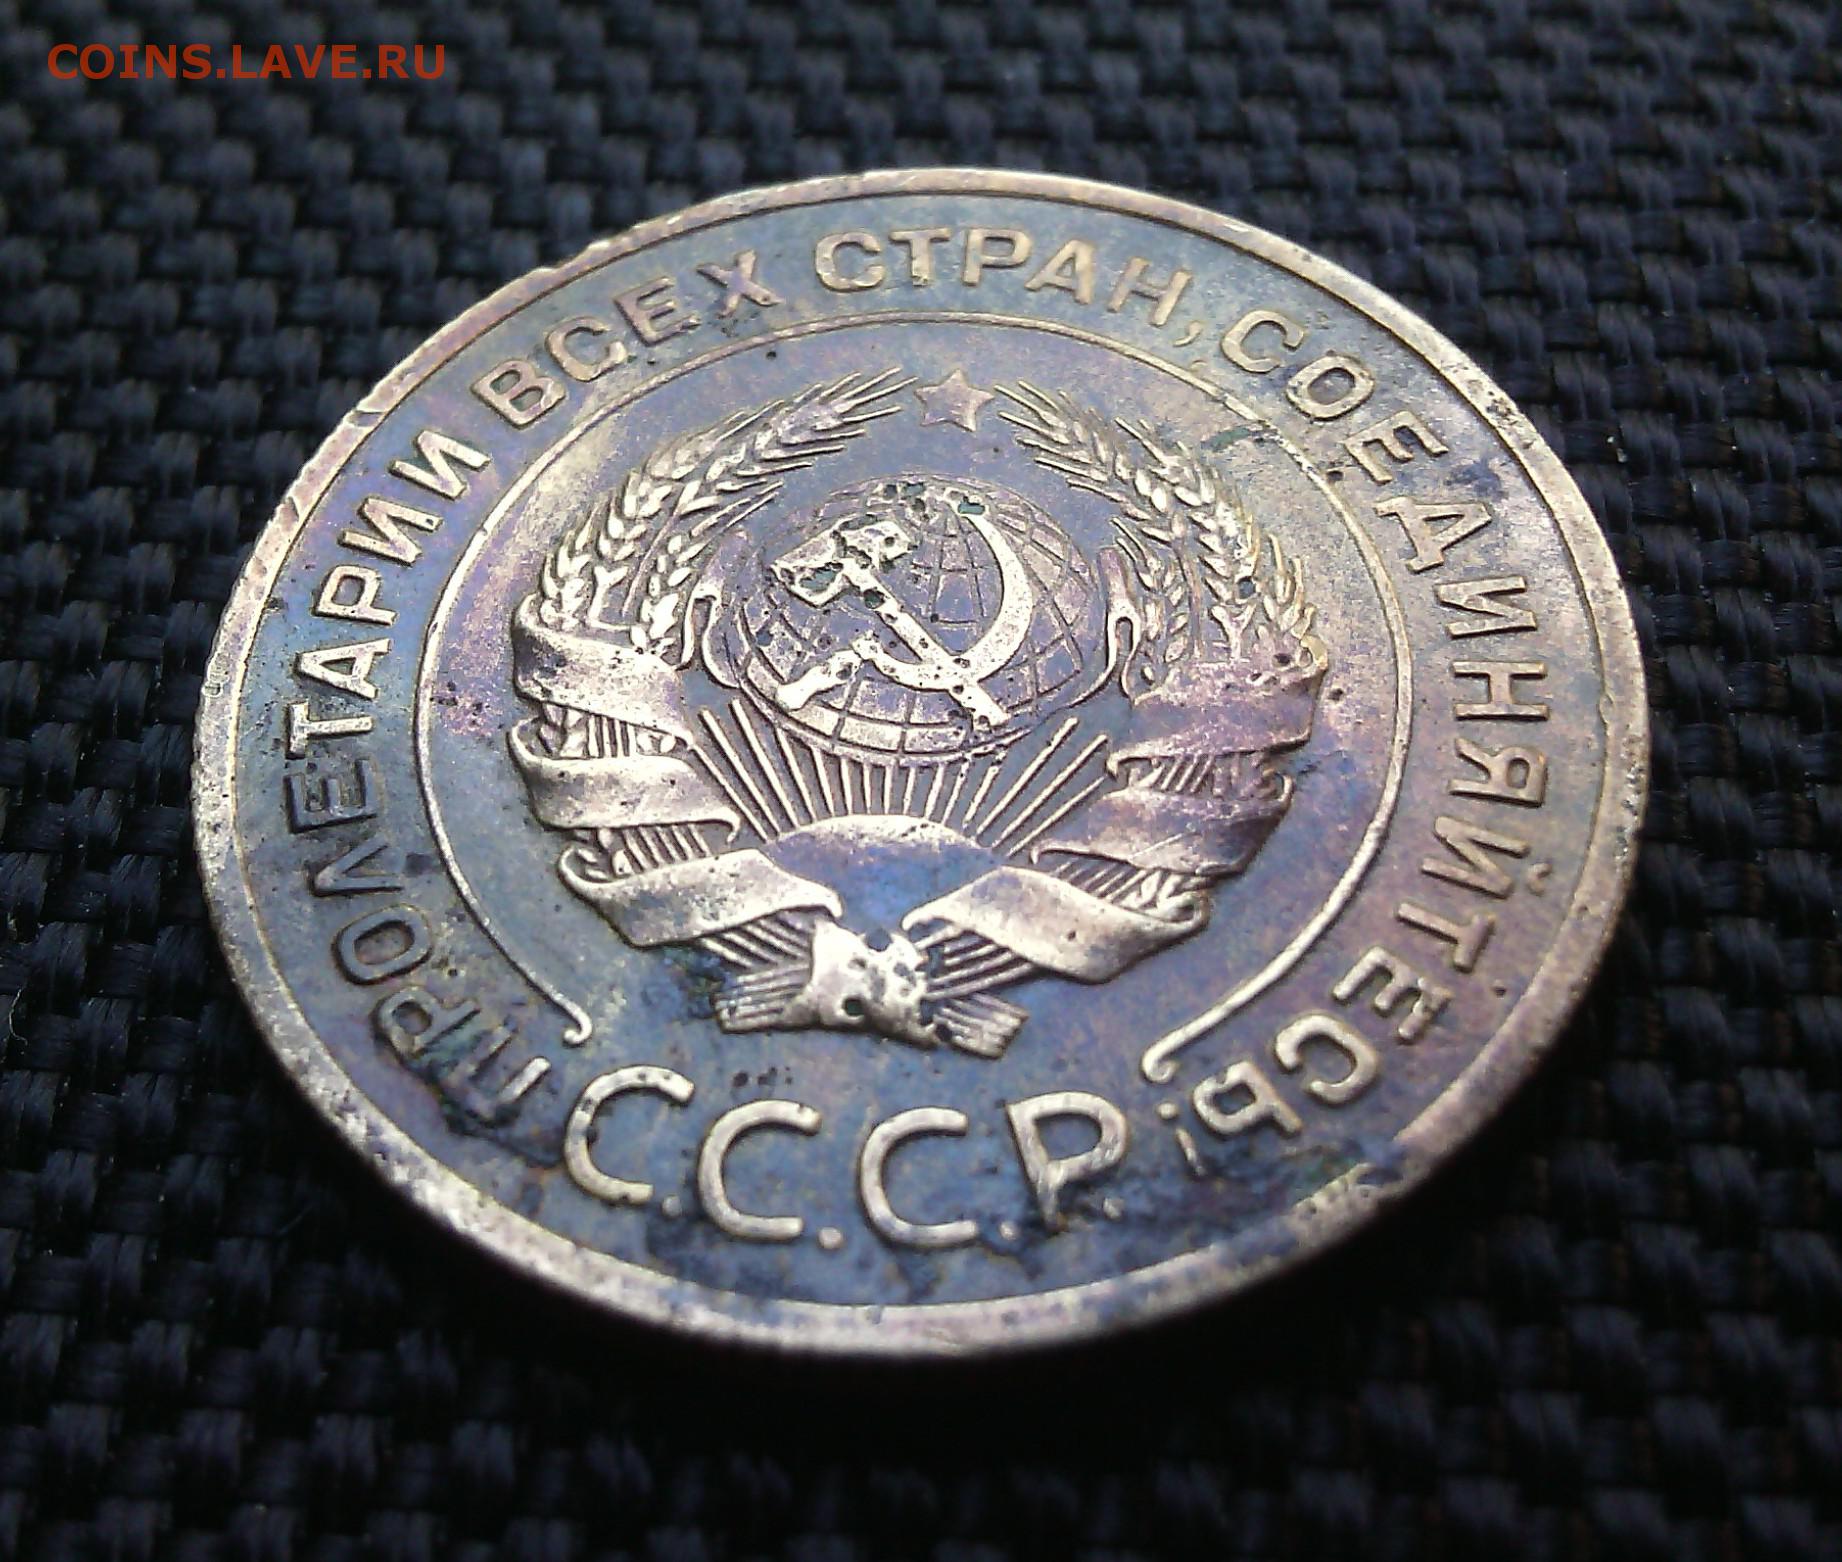 COINS.LAVE.RU
ПРОЛЕТАРИИ ВСЕХ СТРАН, СОЕДИНЯЙТЕСЬ!
С.С.С.Р.